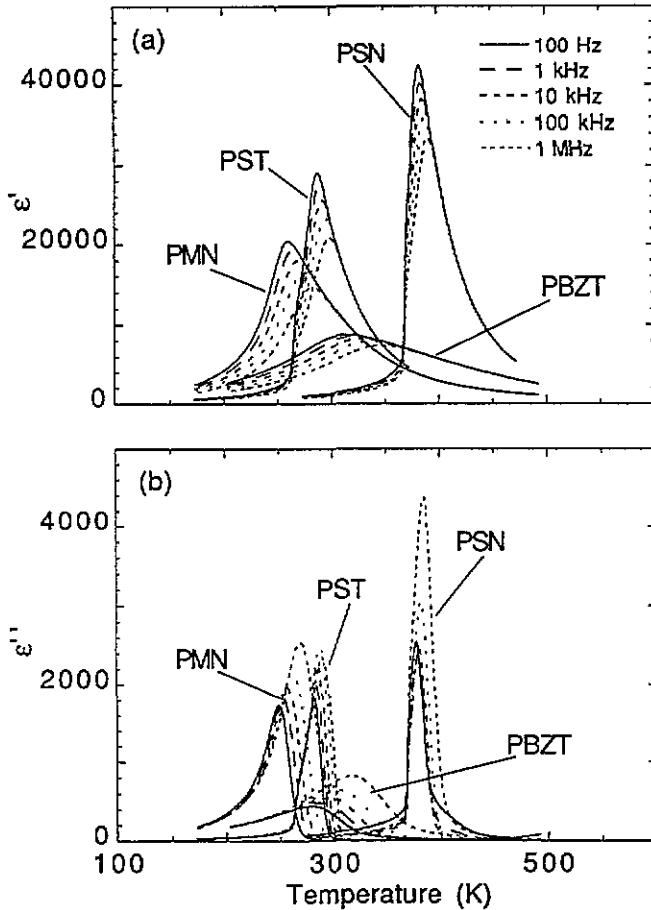 (a)
PSN
100 Hz
1 kHz
10 kHz
100 kHz
1 MHz
40000
PST
ε'
20000
PMN
PBZT
0
(b)
4000
PSN
PST
ε''
PMN
2000
PBZT
0
100 300 500
Temperature (K)